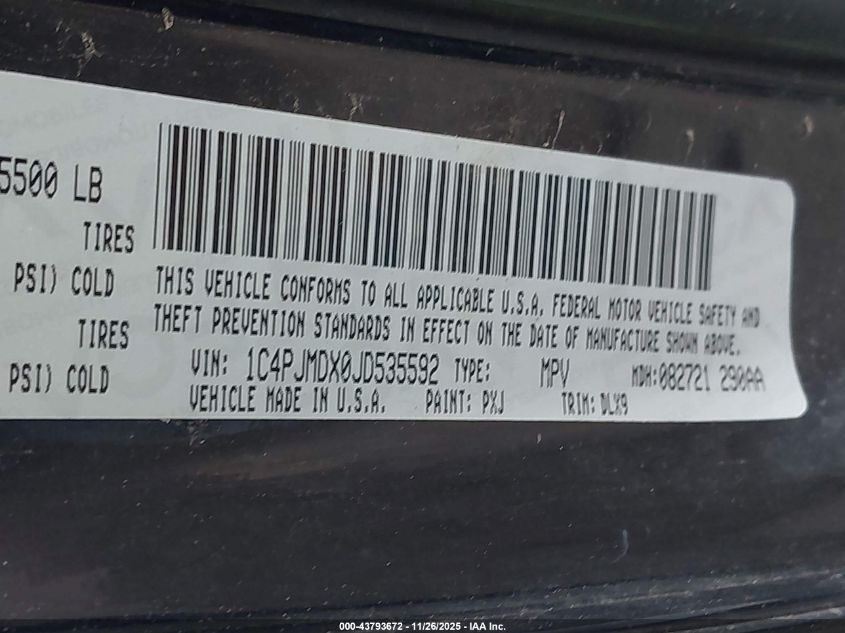 5500 LB
TIRES
PSI) COLD
TIRES
PSI) COLD
THIS VEHICLE CONFORMS TO ALL APPLICABLE U.S.A. FEDERAL MOTOR VEHICLE SAFETY AND
THEFT PREVENTION STANDARDS IN EFFECT ON THE DATE OF MANUFACTURE SHOWN ABOVE.
VIN: 1C4PJMDX0JD535592 TYPE: MPV MDH:082721 290AA
VEHICLE MADE IN U.S.A. PAINT: PXJ TRIM: DLX9
000-43793672 - 11/26/2025 - IAA Inc.